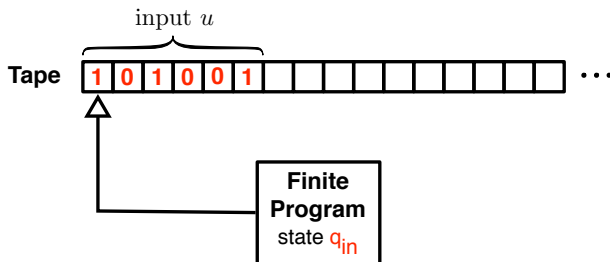 input u
Tape 1 0 1 0 0 1 ...
Finite
Program
state q_in